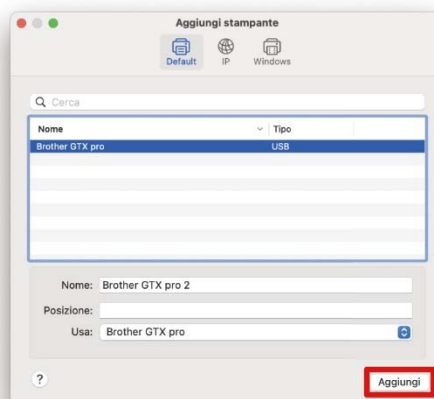 Aggiungi stampante
Default IP Windows
Cerca
Nome Tipo
Brother GTX pro USB
Nome: Brother GTX pro 2
Posizione:
Usa: Brother GTX pro
? Aggiungi